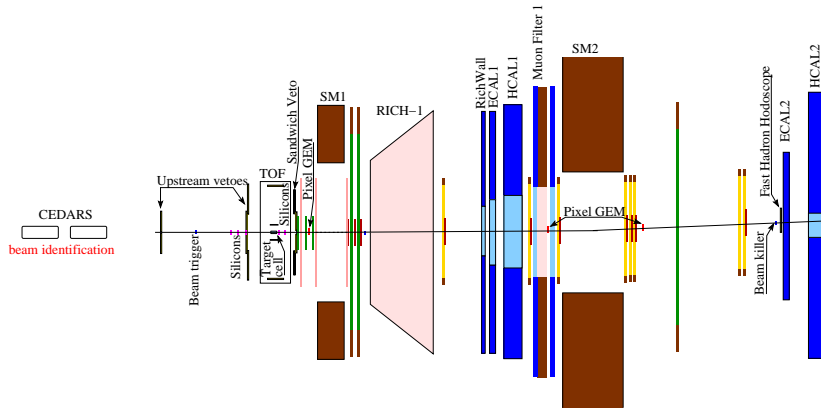 CEDARS
beam identification
Upstream vetoes
Beam trigger
Silicons
TOF
Target
cell
Silicons
Sandwich Veto
Pixel GEM
SM1
RICH−1
RichWall
ECAL1
HCAL1
Muon Filter 1
SM2
Pixel GEM
Beam killer
Fast Hadron Hodoscope
ECAL2
HCAL2